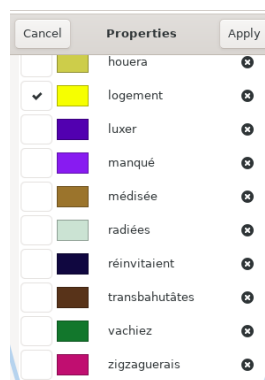 Cancel Properties Apply
houera
logement
luxer
manqué
médisée
radiées
réinvitaient
transbahutâtes
vachiez
zigzaguerais